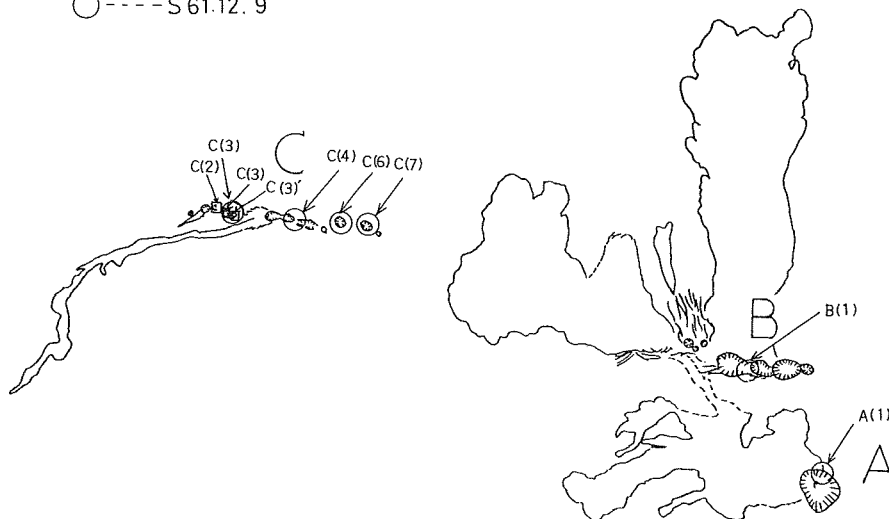 ○----S61.12.9
C
C(3)
C(2)
C(3)
C(3)'
C(4)
C(6)
C(7)
B
B(1)
A(1)
A